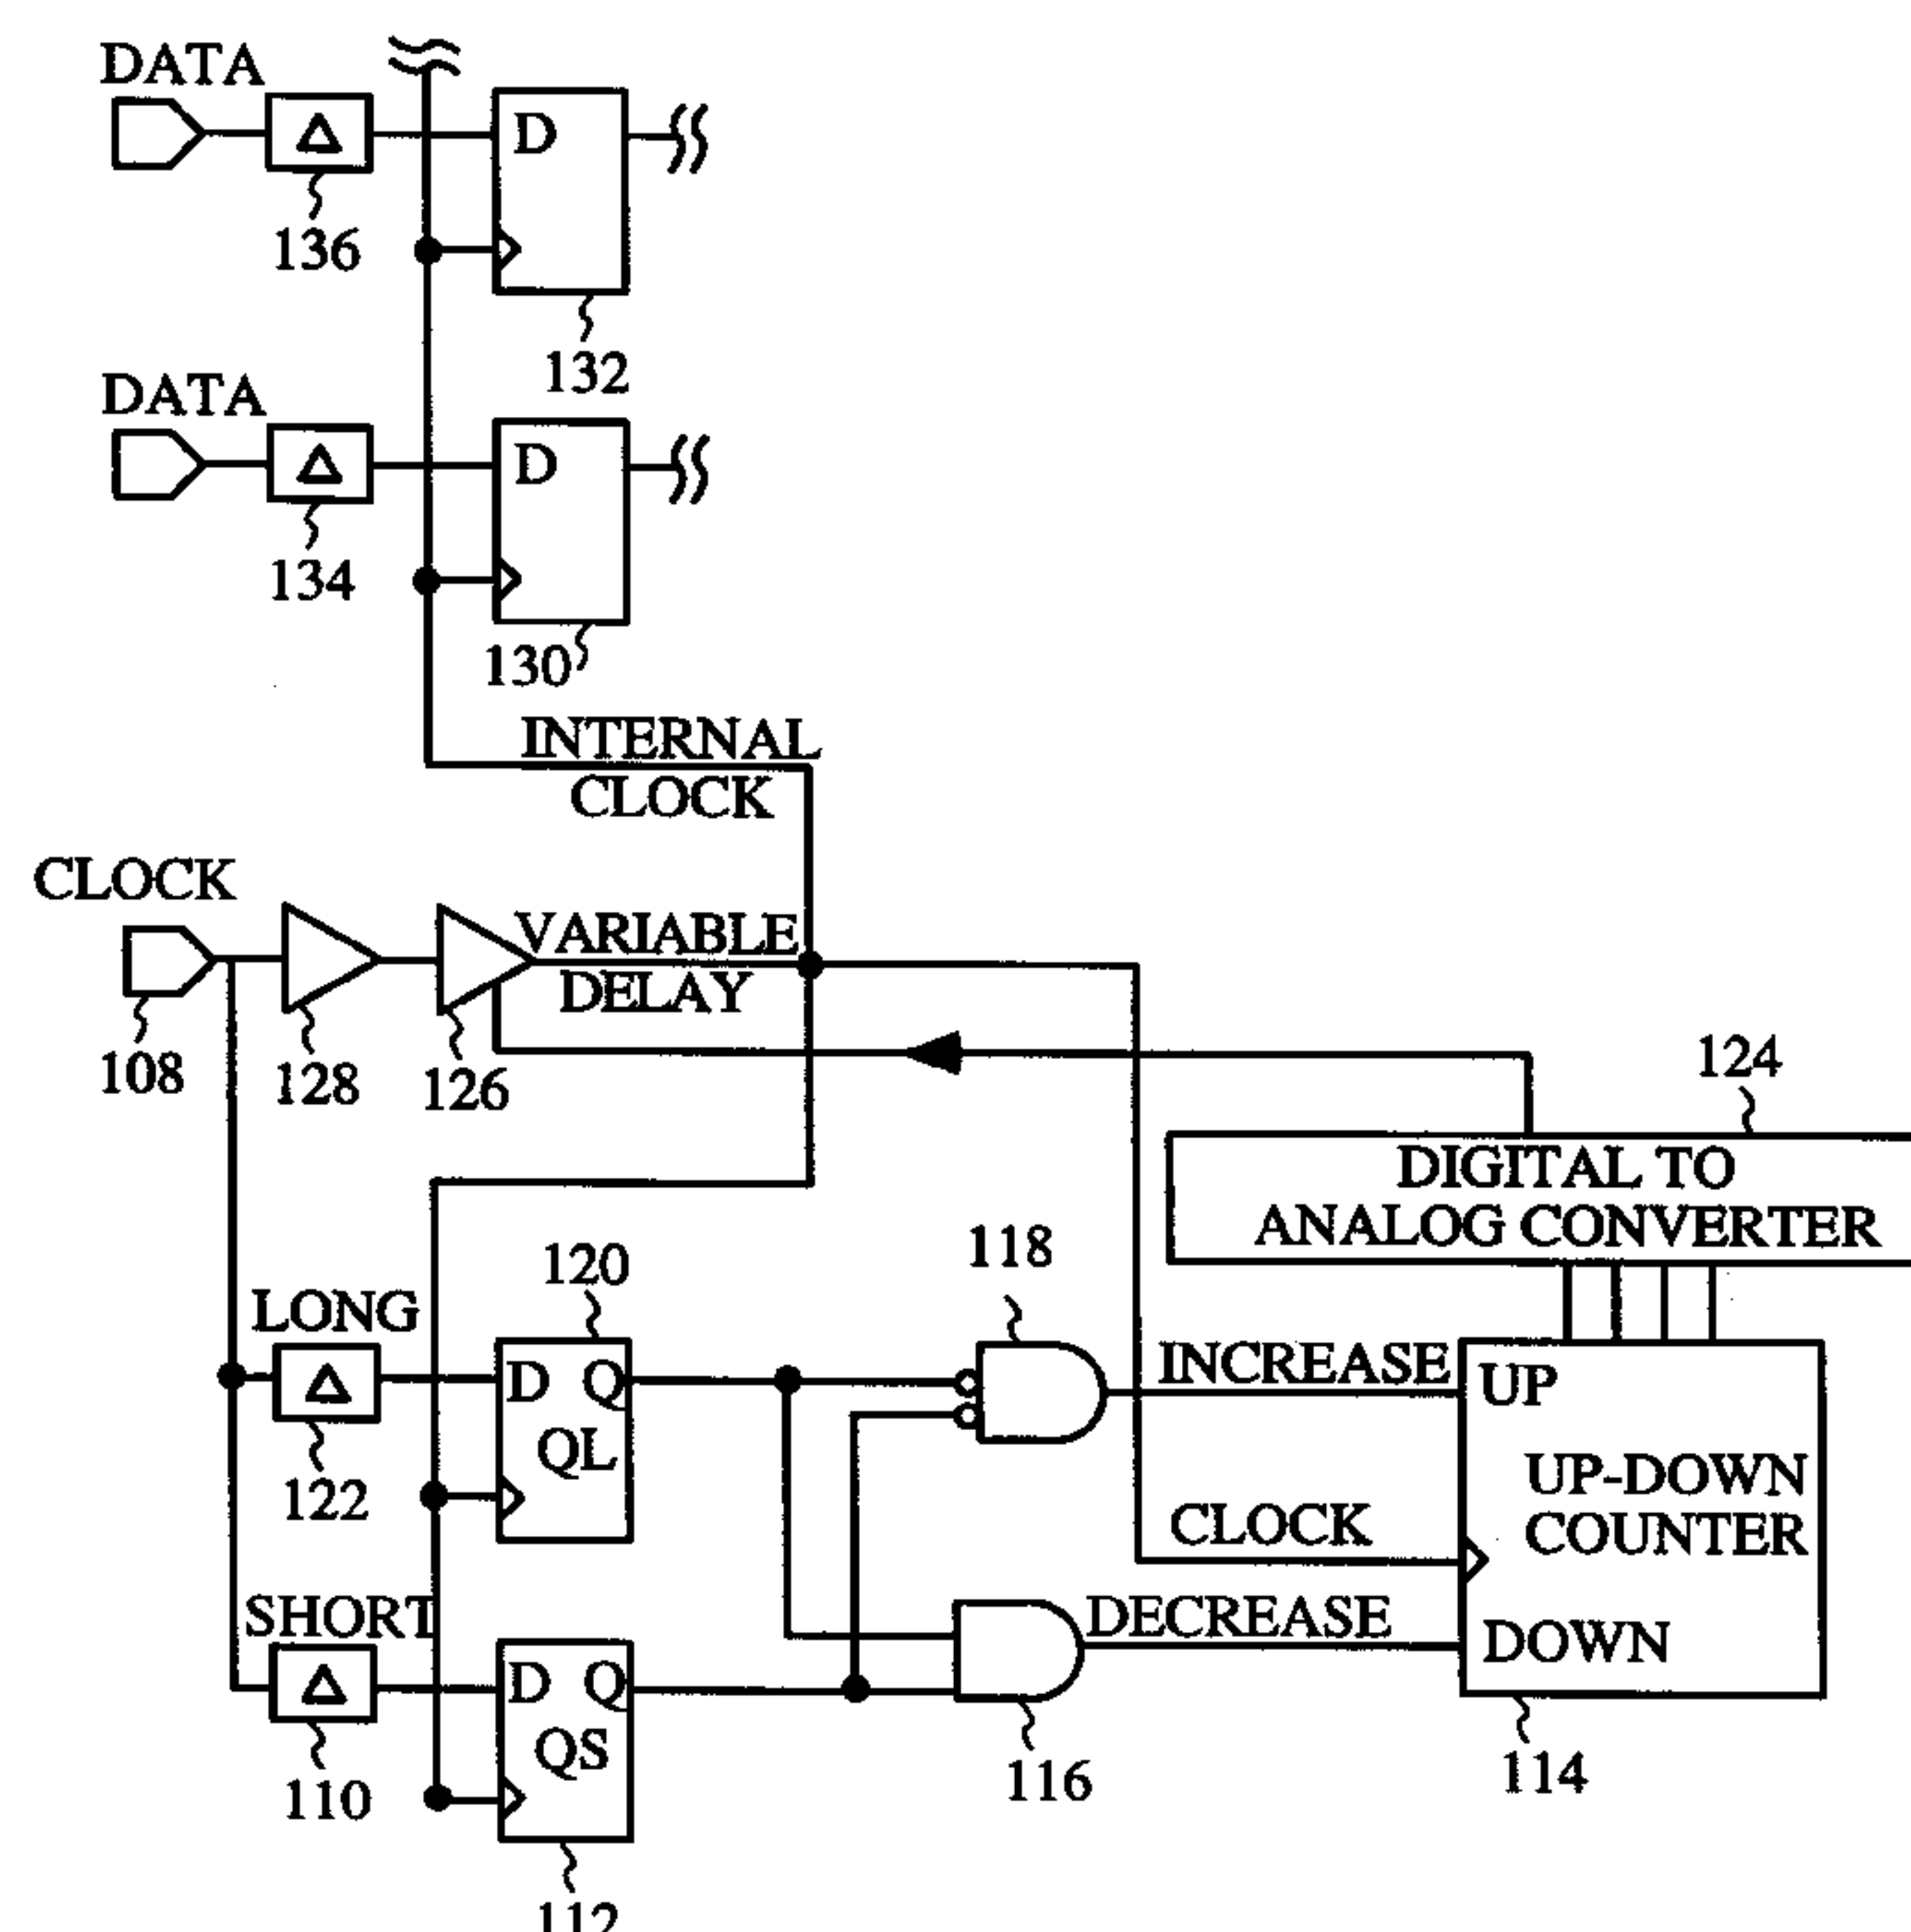 DATA
D
136
132
DATA
D
134
130
INTERNAL
CLOCK
CLOCK
VARIABLE
DELAY
108
128
126
124
DIGITAL TO
ANALOG CONVERTER
120
118
LONG
D Q
QL
INCREASE
UP
UP-DOWN
COUNTER
122
CLOCK
SHORT
D Q
QS
DECREASE
DOWN
110
116
114
112